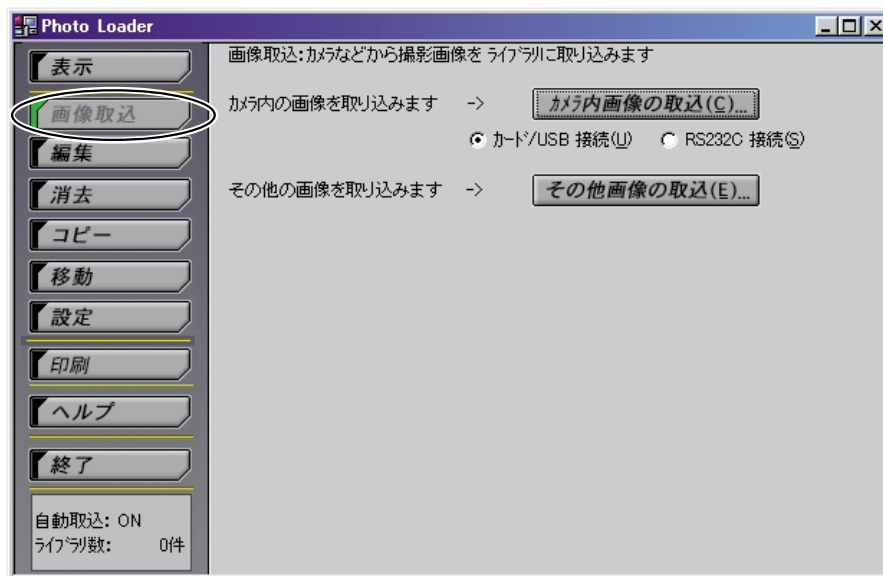 Photo Loader
表示
画像取込
編集
消去
コピー
移動
設定
印刷
ヘルプ
終了
自動取込: ON
ﾗｲﾌﾞﾗﾘ数: 0件
画像取込:ｶﾒﾗなどから撮影画像を ﾗｲﾌﾞﾗﾘに取り込みます
ｶﾒﾗ内の画像を取り込みます -> ｶﾒﾗ内画像の取込(C)...
ｶｰﾄﾞ/USB 接続(U) RS232C 接続(S)
その他の画像を取り込みます -> その他画像の取込(E)...